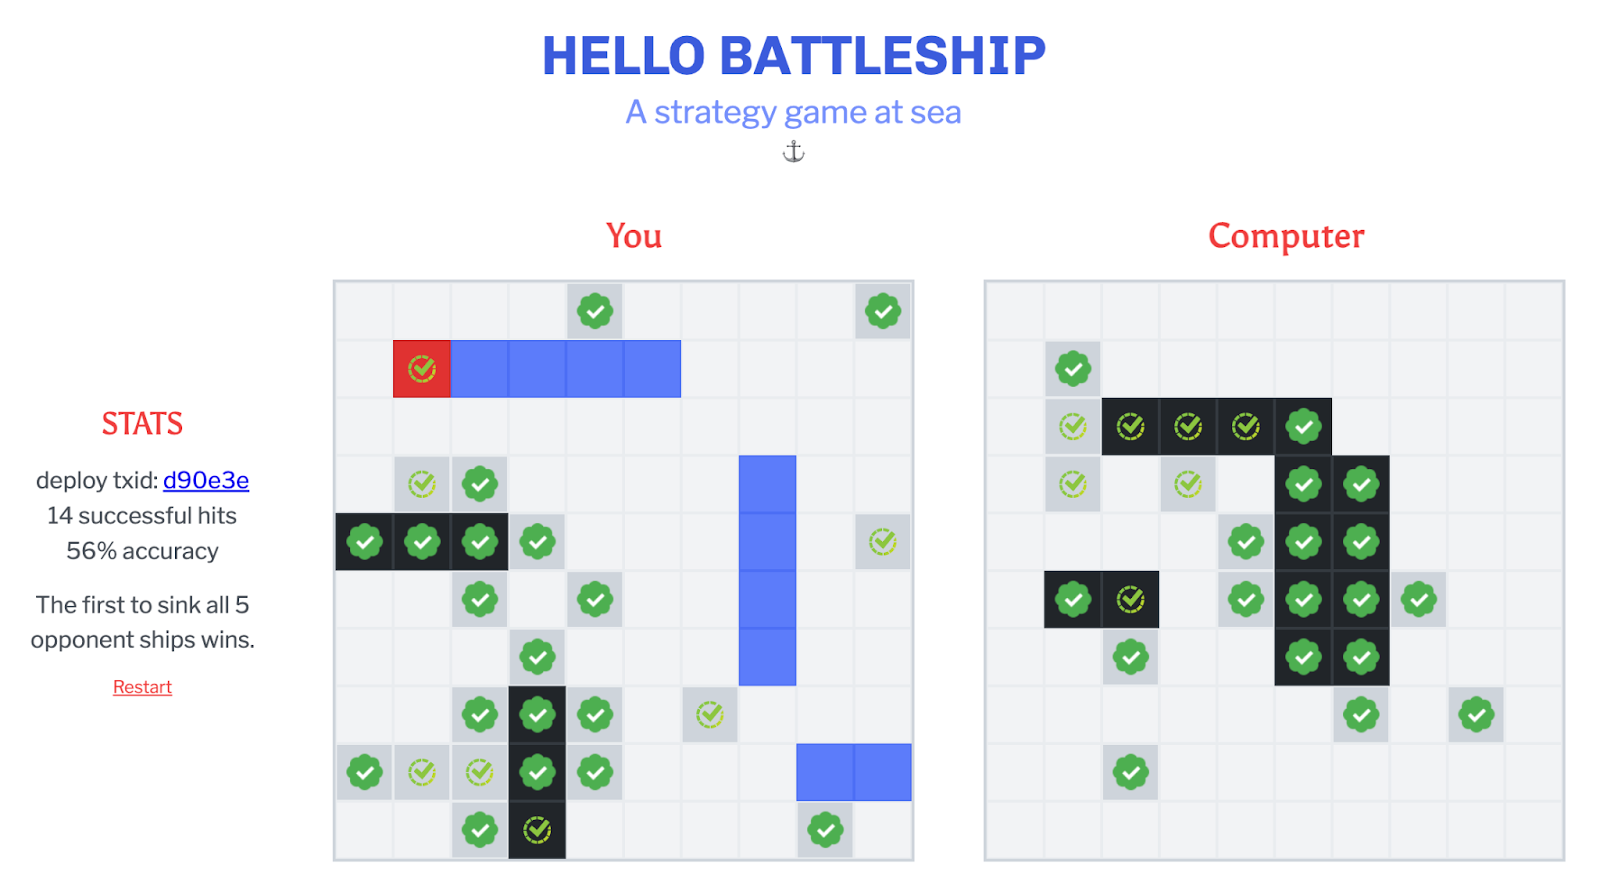 HELLO BATTLESHIP
A strategy game at sea
You
Computer
STATS
deploy txid: d90e3e
14 successful hits
56% accuracy
The first to sink all 5
opponent ships wins.
Restart